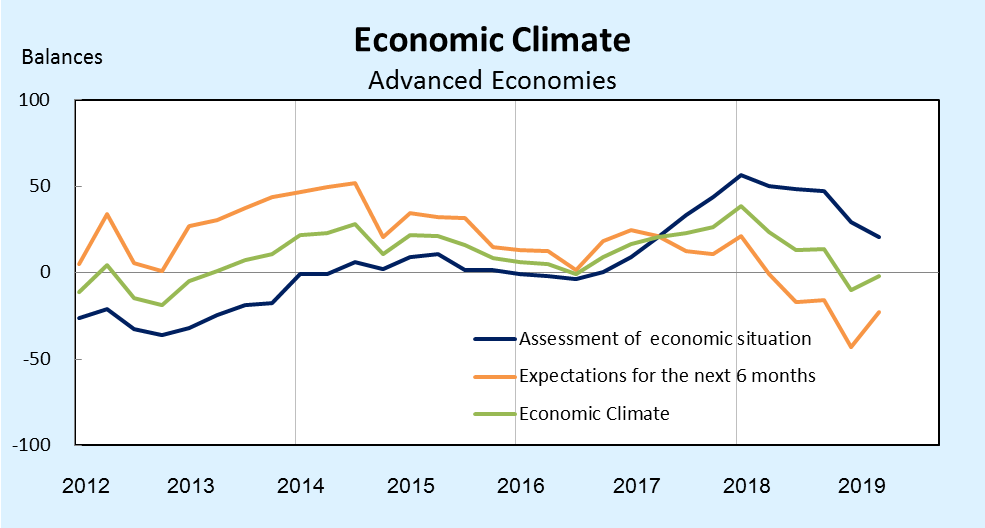 Economic Climate
Balances
Advanced Economies
100
50
0
-50
-100
Assessment of economic situation
Expectations for the next 6 months
Economic Climate
2012 2013 2014 2015 2016 2017 2018 2019